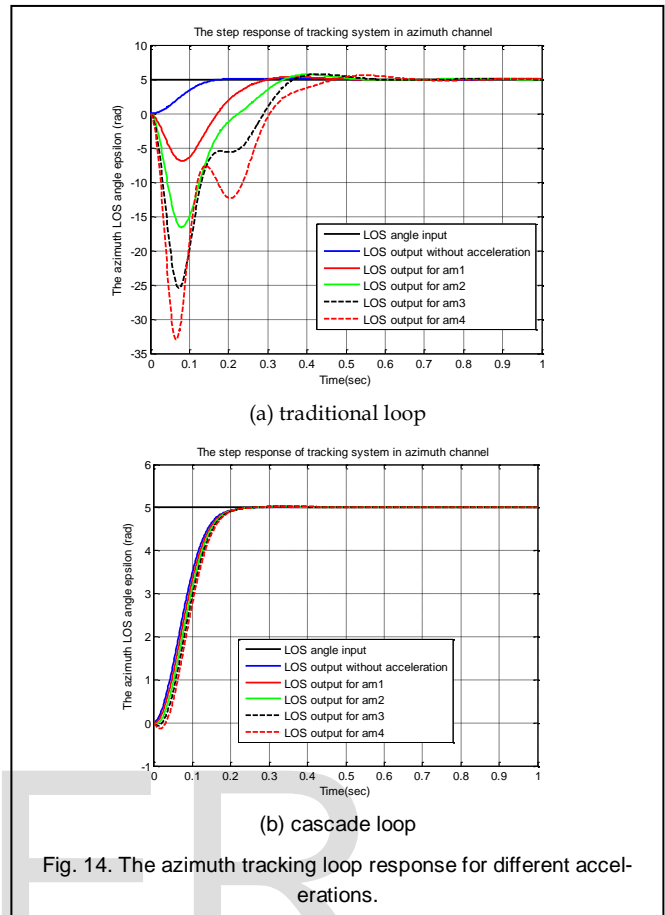 The step response of tracking system in azimuth channel
The azimuth LOS angle epsilon (rad)
10
5
0
-5
-10
-15
-20
-25
-30
-35
LOS angle input
LOS output without acceleration
LOS output for am1
LOS output for am2
LOS output for am3
LOS output for am4
0 0.1 0.2 0.3 0.4 0.5 0.6 0.7 0.8 0.9 1
Time(sec)
(a) traditional loop
The step response of tracking system in azimuth channel
The azimuth LOS angle epsilon (rad)
6
5
4
3
2
1
0
-1
LOS angle input
LOS output without acceleration
LOS output for am1
LOS output for am2
LOS output for am3
LOS output for am4
0 0.1 0.2 0.3 0.4 0.5 0.6 0.7 0.8 0.9 1
Time(sec)
(b) cascade loop
Fig. 14. The azimuth tracking loop response for different accel-
erations.